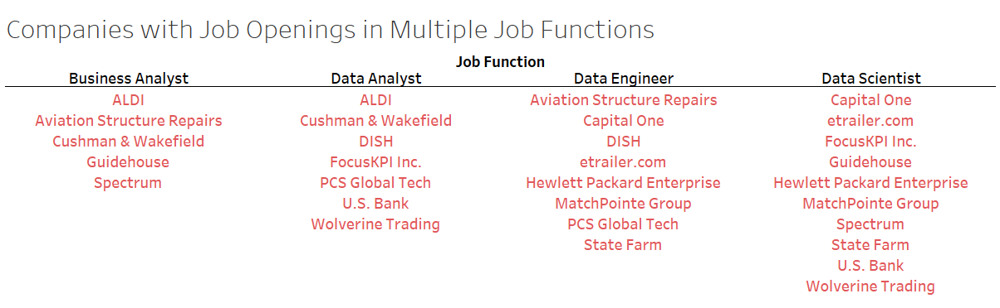 Companies with Job Openings in Multiple Job Functions
Job Function
Business Analyst Data Analyst Data Engineer Data Scientist
ALDI ALDI Aviation Structure Repairs Capital One
Aviation Structure Repairs Cushman & Wakefield Capital One etrailer.com
Cushman & Wakefield DISH DISH FocusKPI Inc.
Guidehouse FocusKPI Inc. etrailer.com Guidehouse
Spectrum PCS Global Tech Hewlett Packard Enterprise Hewlett Packard Enterprise
U.S. Bank MatchPointe Group MatchPointe Group
Wolverine Trading PCS Global Tech Spectrum
State Farm State Farm
U.S. Bank
Wolverine Trading